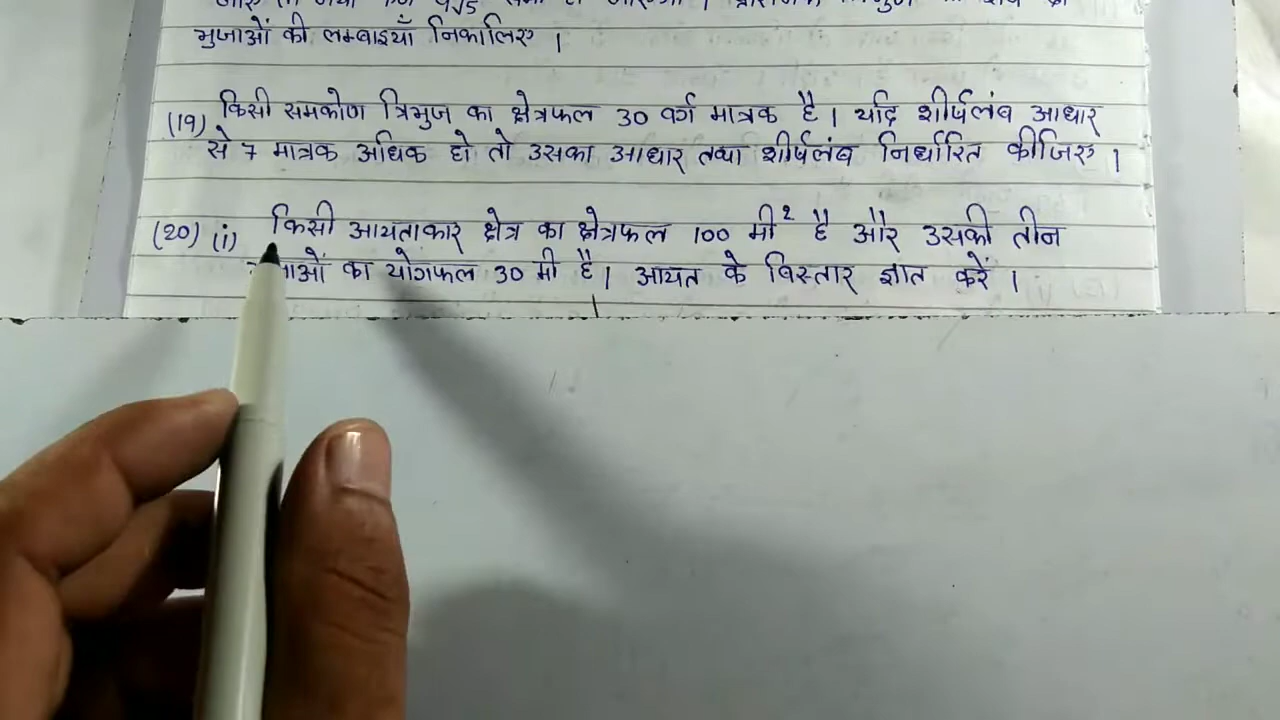 भुजाओं की लम्बाइयाँ निकालिए ।
(19) किसी समकोण त्रिभुज का क्षेत्रफल 30 वर्ग मात्रक है । यदि शीर्षलंब आधार
से 7 मात्रक अधिक हो तो उसका आधार तथा शीर्षलंब निर्धारित कीजिए ।
(20) (i) किसी आयताकार क्षेत्र का क्षेत्रफल 100 मी² है और उसकी तीन
का योगफल 30 मी है । आयत के विस्तार ज्ञात करें ।